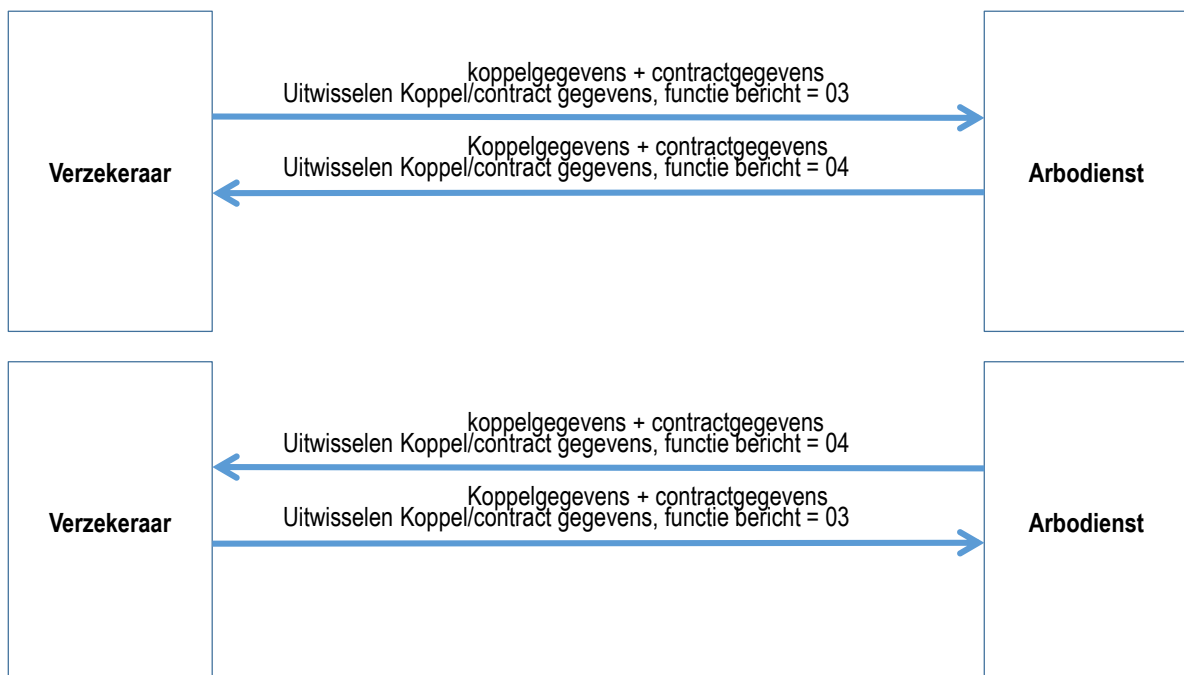 koppelgegevens + contractgegevens
Uitwisselen Koppel/contract gegevens, functie bericht = 03
Koppelgegevens + contractgegevens
Uitwisselen Koppel/contract gegevens, functie bericht = 04
Verzekeraar
Arbodienst
koppelgegevens + contractgegevens
Uitwisselen Koppel/contract gegevens, functie bericht = 04
Koppelgegevens + contractgegevens
Uitwisselen Koppel/contract gegevens, functie bericht = 03
Verzekeraar
Arbodienst